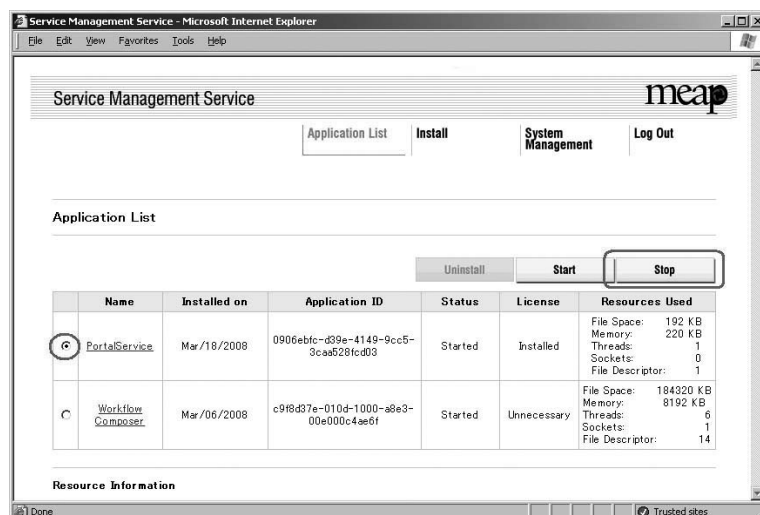 Service Management Service - Microsoft Internet Explorer
File Edit View Favorites Tools Help
Service Management Service
meap
Application List Install System Management Log Out
Application List
Uninstall Start Stop
Name Installed on Application ID Status License Resources Used
PortalService Mar/18/2008 0906ebfc-d39e-4149-9cc5-3caa528fcd03 Started Installed
File Space: 192 KB
Memory: 220 KB
Threads: 1
Sockets: 0
File Descriptor: 1
Workflow Composer Mar/06/2008 c9f8d37e-010d-1000-a8e3-00e000c4ae6f Started Unnecessary
File Space: 184320 KB
Memory: 8192 KB
Threads: 6
Sockets: 1
File Descriptor: 14
Resource Information
Done Trusted sites